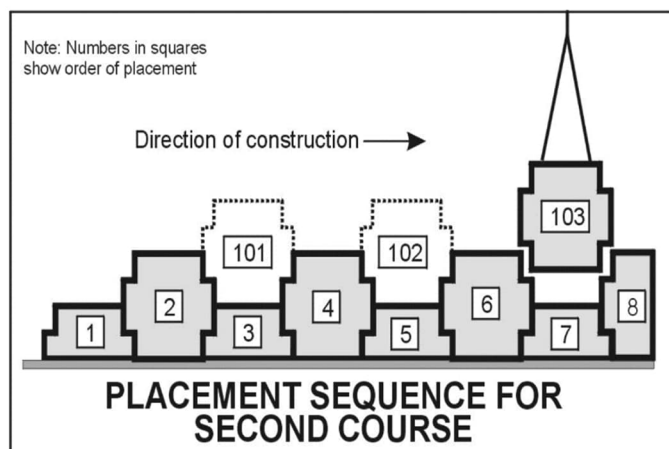 Note: Numbers in squares
show order of placement
Direction of construction
103
101
102
2
4
6
8
1
3
5
7
PLACEMENT SEQUENCE FOR
SECOND COURSE